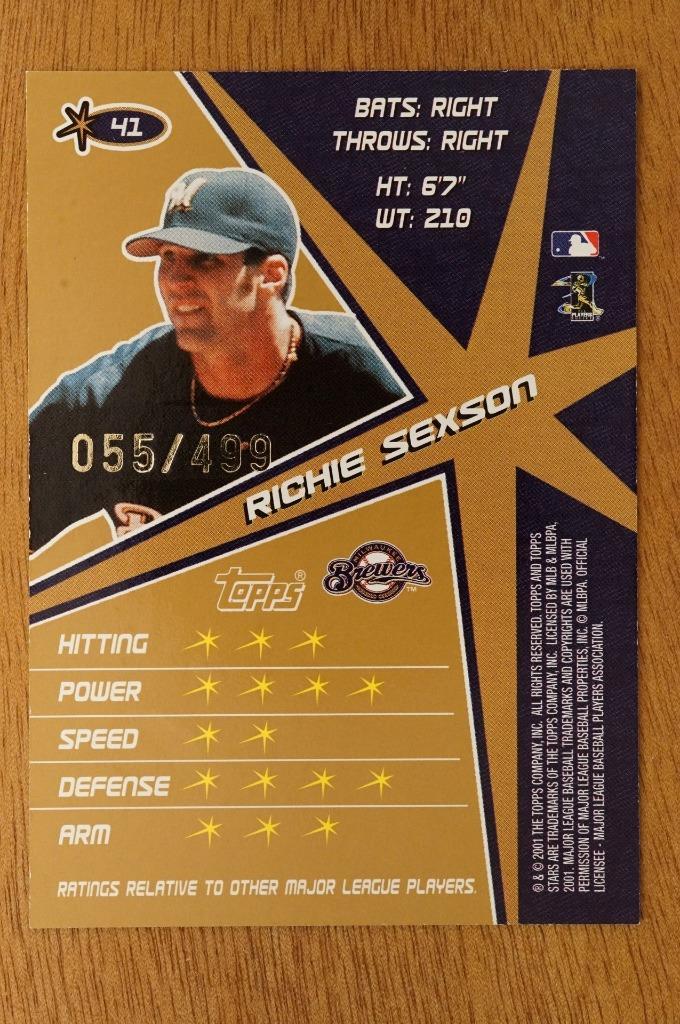 41
BATS: RIGHT
THROWS: RIGHT
HT: 6'7"
WT: 210
M
055/499
RICHIE SEXSON
TOPPS®
MILWAUKEE
Brewers™
HITTING
POWER
SPEED
DEFENSE
ARM
RATINGS RELATIVE TO OTHER MAJOR LEAGUE PLAYERS.
® & © 2001 THE TOPPS COMPANY, INC. ALL RIGHTS RESERVED. TOPPS AND TOPPS
STARS ARE TRADEMARKS OF THE TOPPS COMPANY, INC. LICENSED BY MLB & MLBPA,
2001. MAJOR LEAGUE BASEBALL TRADEMARKS AND COPYRIGHTS ARE USED WITH
PERMISSION OF MAJOR LEAGUE BASEBALL PROPERTIES, INC. © MLBPA. OFFICIAL
LICENSEE - MAJOR LEAGUE BASEBALL PLAYERS ASSOCIATION.